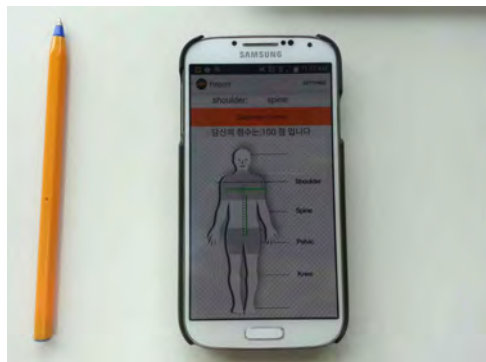 SAMSUNG
Report
shoulder: spine:
당신의 점수는:100 점 입니다
Shoulder
Spine
Pelvic
Knee